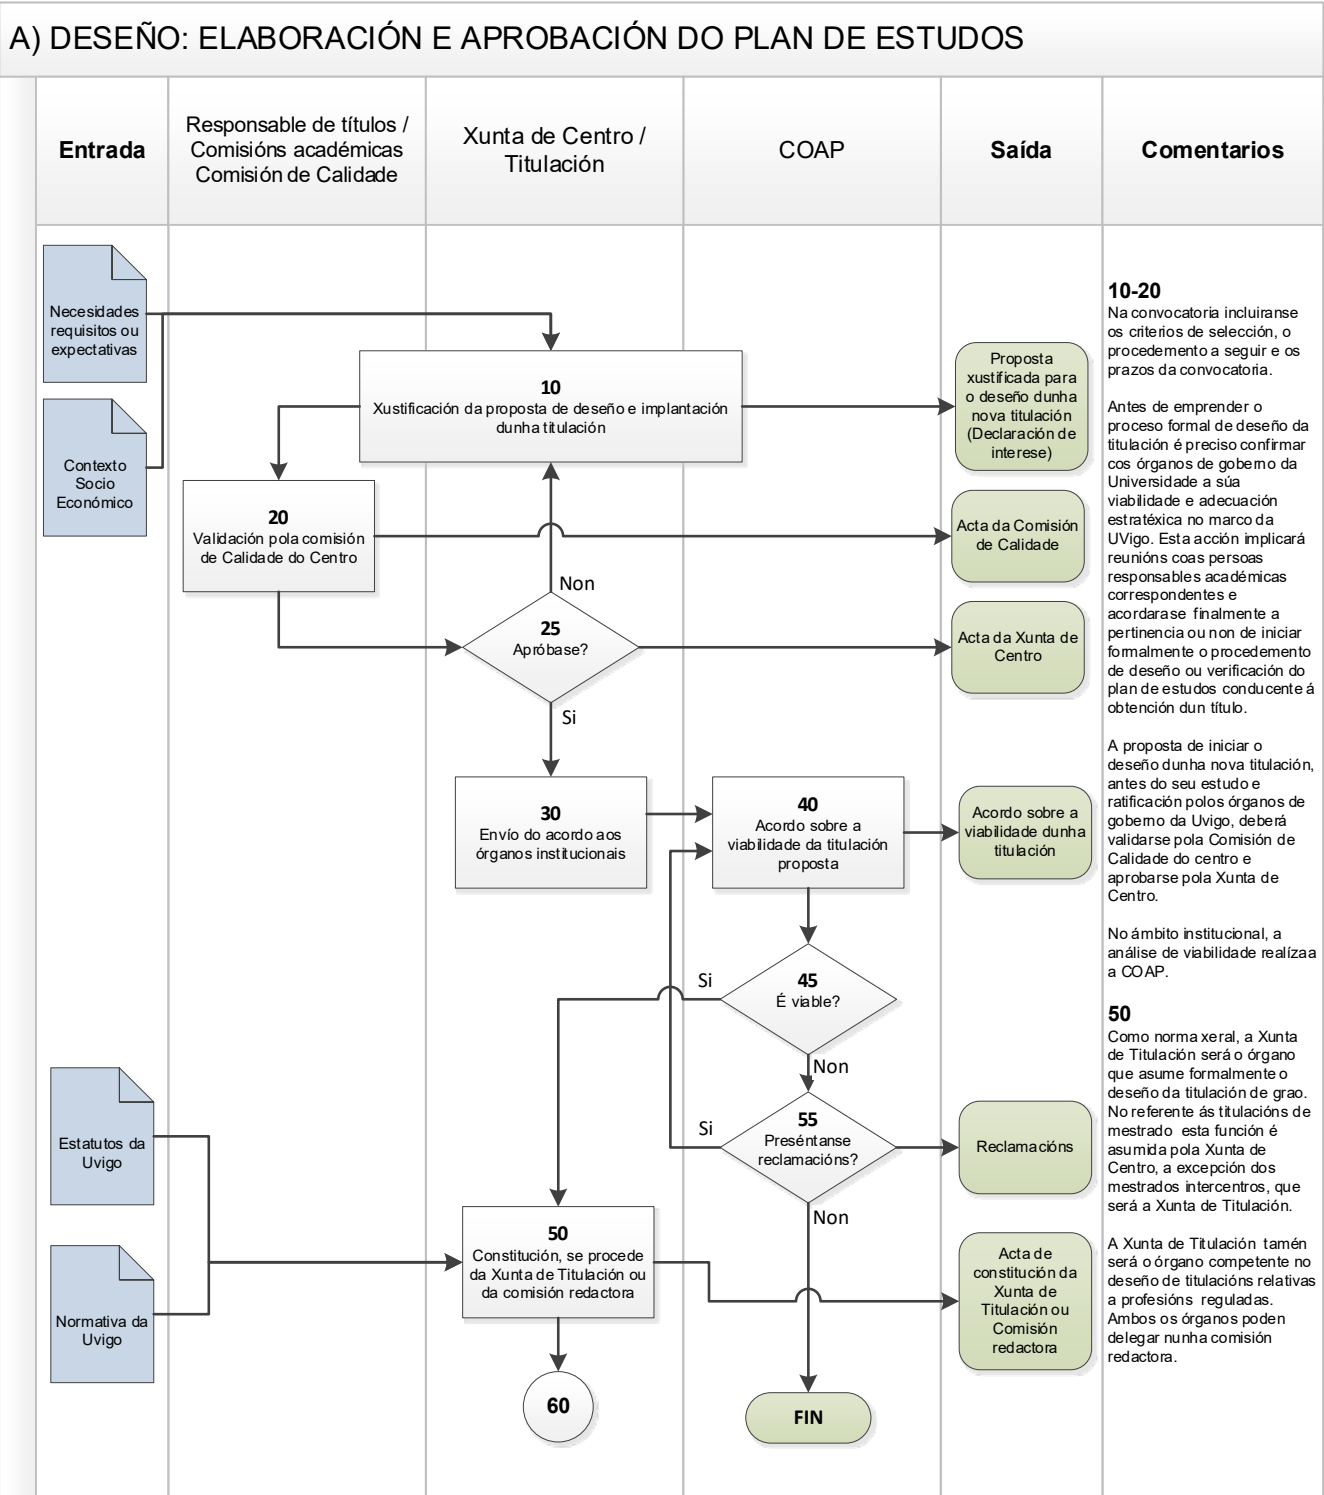 A) DESEÑO: ELABORACIÓN E APROBACIÓN DO PLAN DE ESTUDOS
Entrada
Responsable de títulos /
Comisións académicas
Comisión de Calidade
Xunta de Centro /
Titulación
COAP
Saída
Comentarios
Necesidades
requisitos ou
expectativas
Contexto
Socio
Económico
10
Xustificación da proposta de deseño e implantación
dunha titulación
Proposta
xustificada para
o deseño dunha
nova titulación
(Declaración de
interese)
20
Validación pola comisión
de Calidade do Centro
Acta da Comisión
de Calidade
Non
25
Apróbase?
Acta da Xunta de
Centro
Si
30
Envío do acordo aos
órganos institucionais
40
Acordo sobre a
viabilidade da titulación
proposta
Acordo sobre a
viabilidade dunha
titulación
Si
45
É viable?
Non
Si
55
Preséntanse
reclamacións?
Reclamacións
Non
Estatutos da
Uvigo
Normativa da
Uvigo
50
Constitución, se procede
da Xunta de Titulación ou
da comisión redactora
Acta de
constitución da
Xunta de
Titulación ou
Comisión
redactora
60
FIN
10-20
Na convocatoria incluiranse
os criterios de selección, o
procedemento a seguir e os
prazos da convocatoria.
Antes de emprender o
proceso formal de deseño da
titulación é preciso confirmar
cos órganos de goberno da
Universidade a súa
viabilidade e adecuación
estratéxica no marco da
UVigo. Esta acción implicará
reunións coas persoas
responsables académicas
correspondentes e
acordarase finalmente a
pertinencia ou non de iniciar
formalmente o procedemento
de deseño ou verificación do
plan de estudos conducente á
obtención dun título.
A proposta de iniciar o
deseño dunha nova titulación,
antes do seu estudo e
ratificación polos órganos de
goberno da Uvigo, deberá
validarse pola Comisión de
Calidade do centro e
aprobarse pola Xunta de
Centro.
No ámbito institucional, a
análise de viabilidade realízaa
a COAP.
50
Como norma xeral, a Xunta
de Titulación será o órgano
que asume formalmente o
deseño da titulación de grao.
No referente ás titulacións de
mestrado esta función é
asumida pola Xunta de
Centro, a excepción dos
mestrados intercentros, que
será a Xunta de Titulación.
A Xunta de Titulación tamén
será o órgano competente no
deseño de titulacións relativas
a profesións reguladas.
Ambos os órganos poden
delegar nunha comisión
redactora.